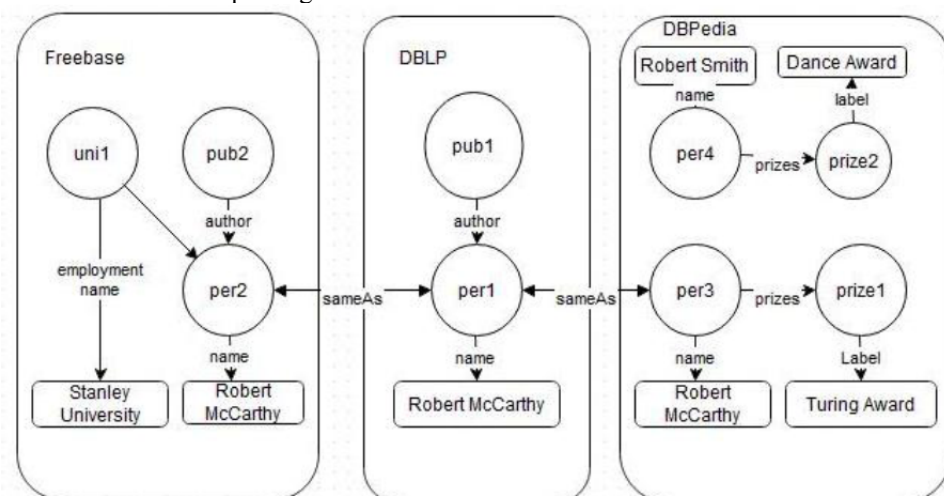 Freebase
uni1
pub2
author
employment
name
per2
name
Stanley
University
Robert
McCarthy
sameAs
DBLP
pub1
author
per1
name
Robert McCarthy
sameAs
DBPedia
Robert Smith
Dance Award
name
label
per4
prizes
prize2
per3
prizes
prize1
name
Label
Robert
McCarthy
Turing Award